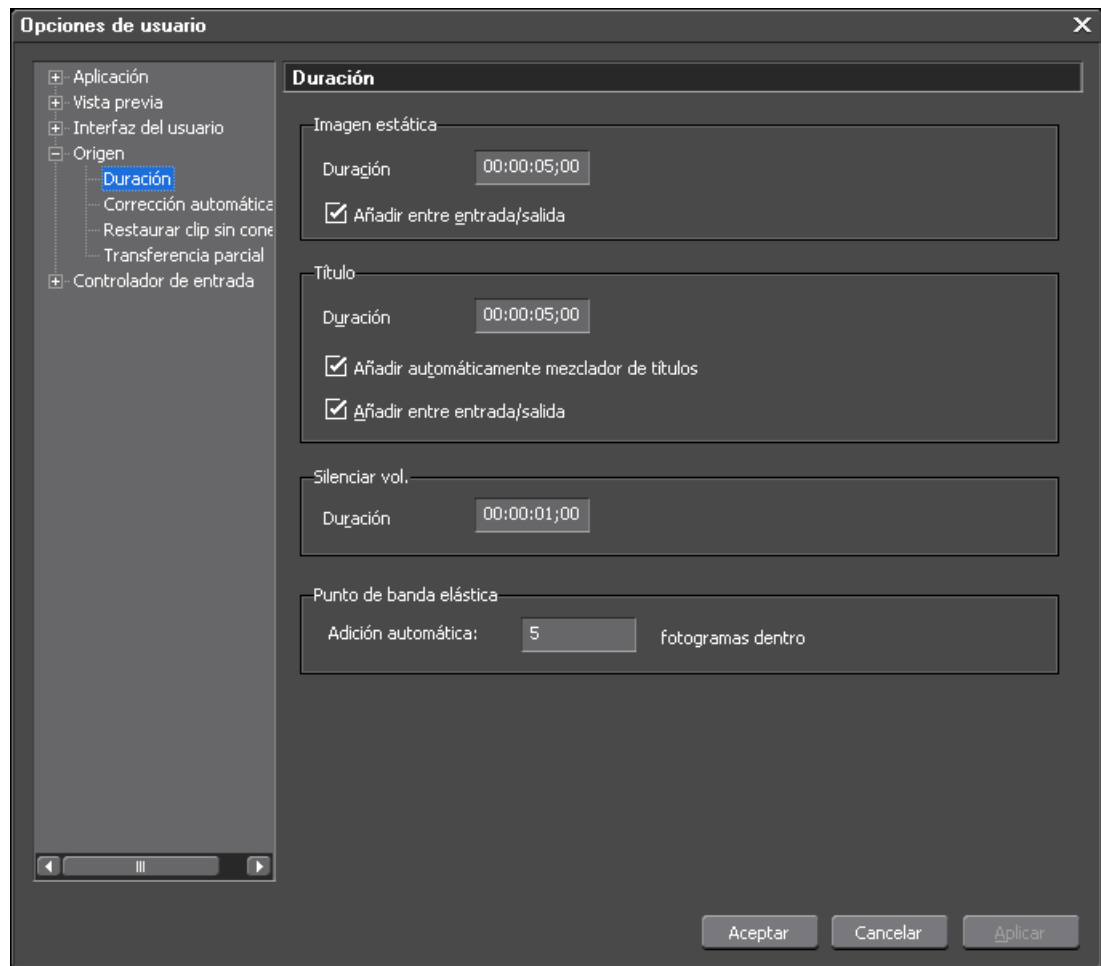 Opciones de usuario
Aplicación
Vista previa
Interfaz del usuario
Origen
Duración
Corrección automática
Restaurar clip sin cone
Transferencia parcial
Controlador de entrada
Duración
Imagen estática
Duración 00:00:05;00
Añadir entre entrada/salida
Título
Duración 00:00:05;00
Añadir automáticamente mezclador de títulos
Añadir entre entrada/salida
Silenciar vol.
Duración 00:00:01;00
Punto de banda elástica
Adición automática: 5 fotogramas dentro
Aceptar Cancelar Aplicar